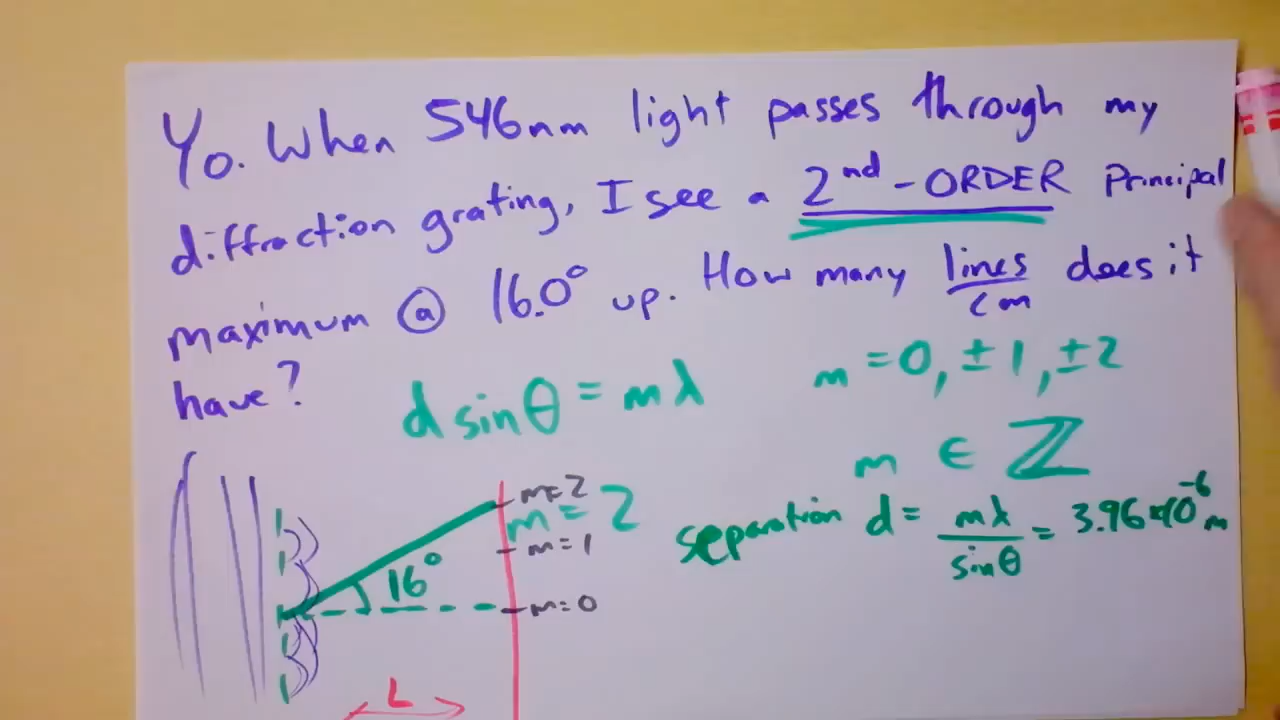 Yo. When 546nm light passes through my
diffraction grating, I see a 2nd-ORDER Principal
maximum @ 16.0° up. How many lines/cm does it
have?
d sinθ = mλ
m = 0, ±1, ±2
m ∈ ℤ
separation d = mλ/sinθ = 3.96×10⁻⁶ m
m=2
m = 2
m=1
16°
m=0
L